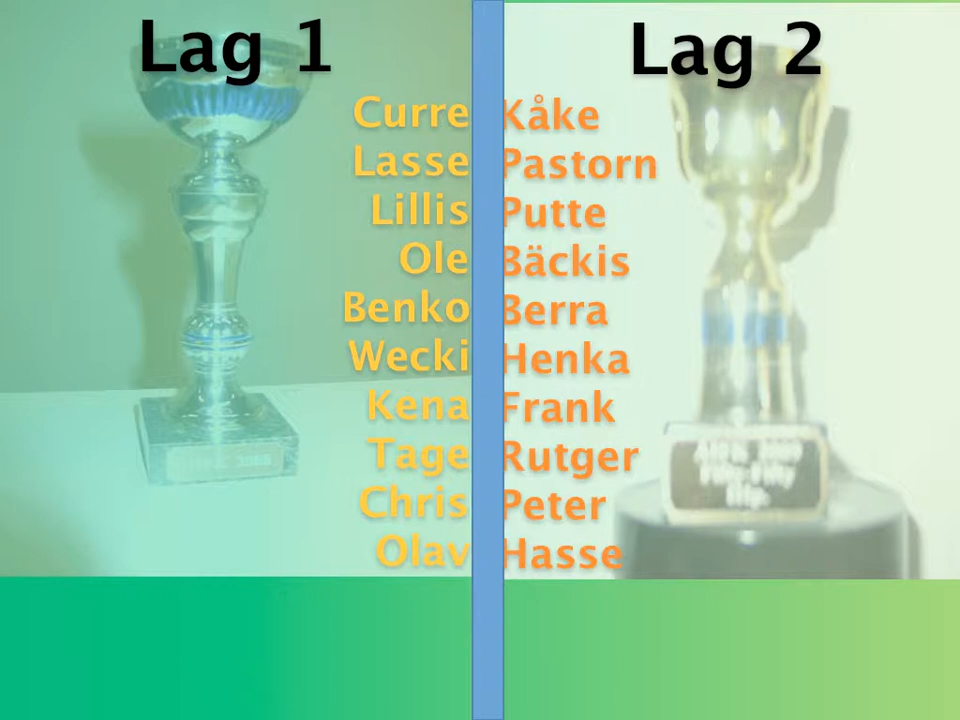 Lag 1
Curre
Lasse
Lillis
Ole
Benko
Wecki
Kena
Tage
Chris
Olav
Lag 2
Kåke
Pastorn
Putte
Bäckis
Berra
Henka
Frank
Rutger
Peter
Hasse